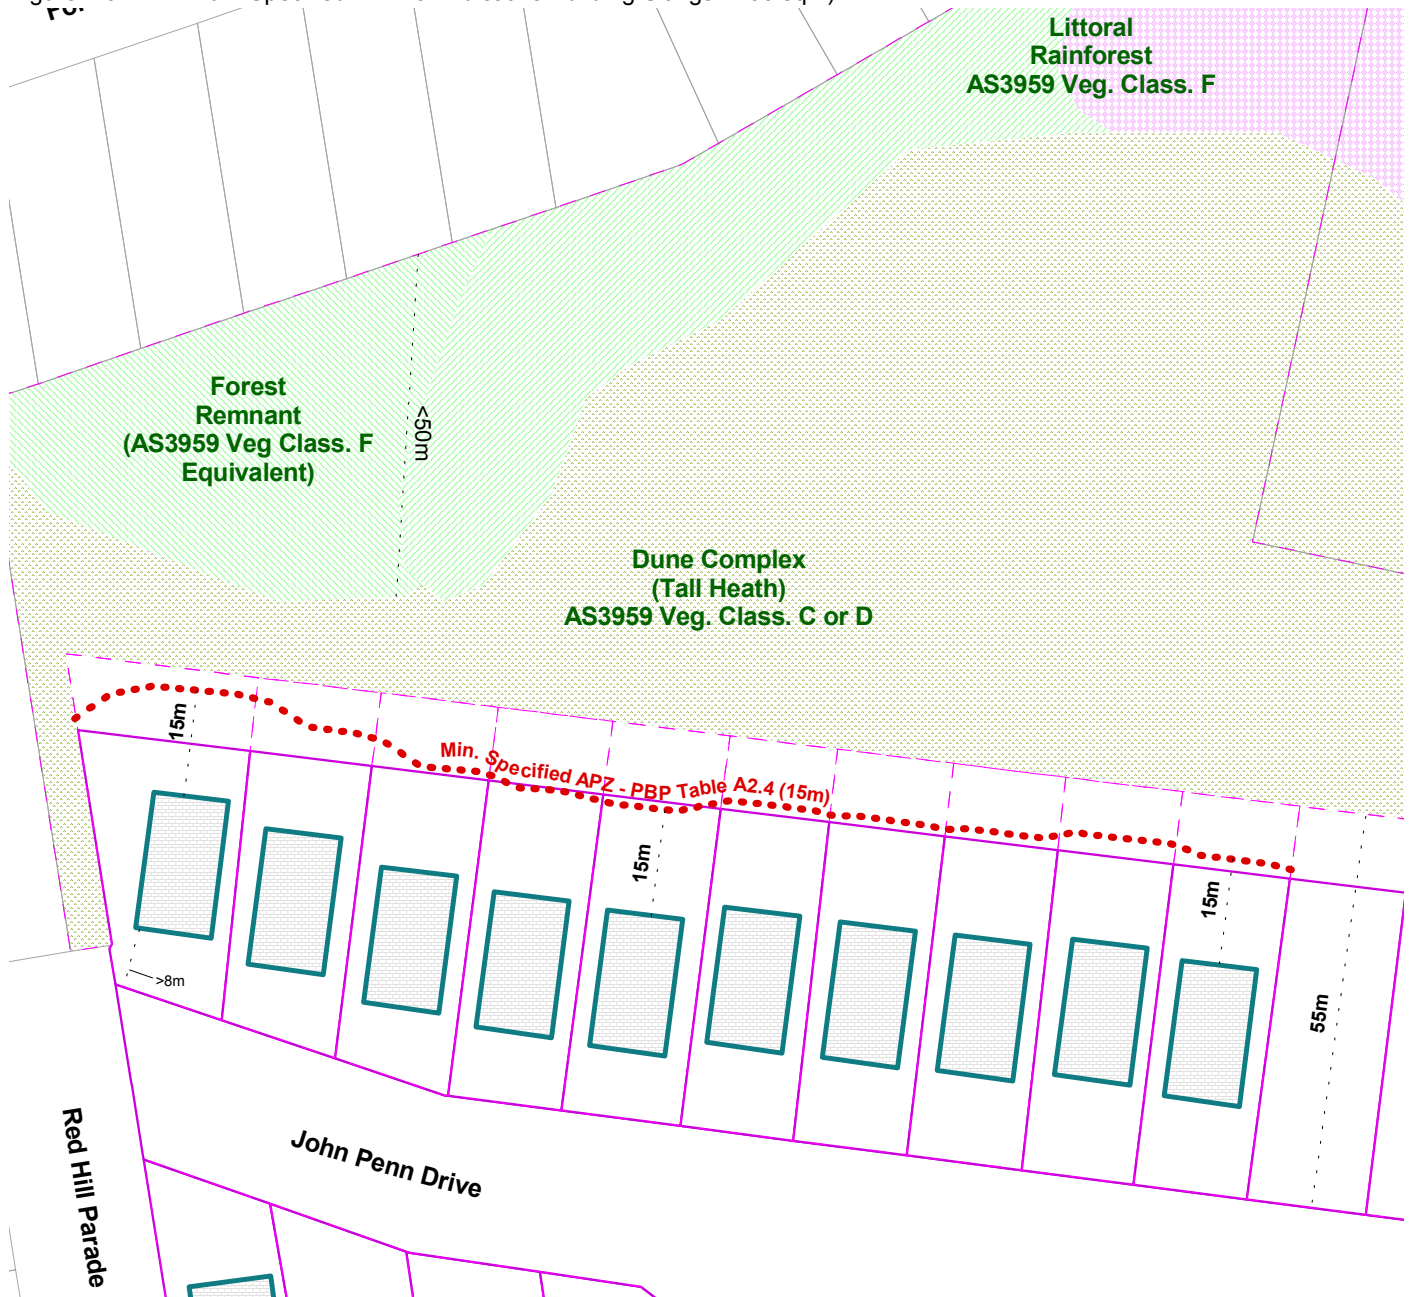 Littoral
Rainforest
AS3959 Veg. Class. F
Forest
Remnant
(AS3959 Veg Class. F
Equivalent)
<50m
Dune Complex
(Tall Heath)
AS3959 Veg. Class. C or D
15m
Min. Specified APZ - PBP Table A2.4 (15m)
15m
15m
>8m
55m
John Penn Drive
Red Hill Parade